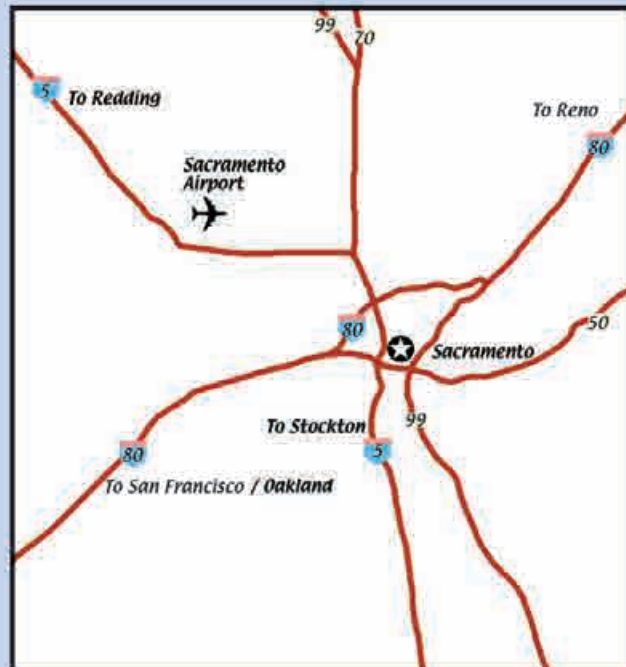 99
70
5
To Redding
To Reno
80
Sacramento
Airport
80
50
Sacramento
To Stockton
99
5
80
To San Francisco / Oakland